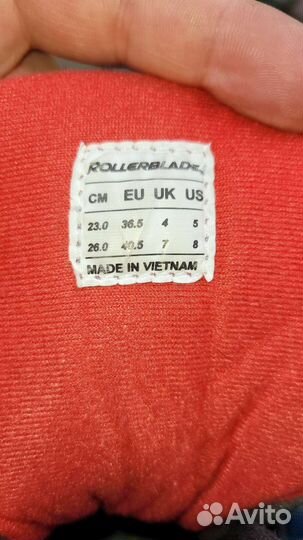 ROLLERBLADE
CM EU UK US
23.0 36.5 4 5
26.0 40.5 7 8
MADE IN VIETNAM
Avito